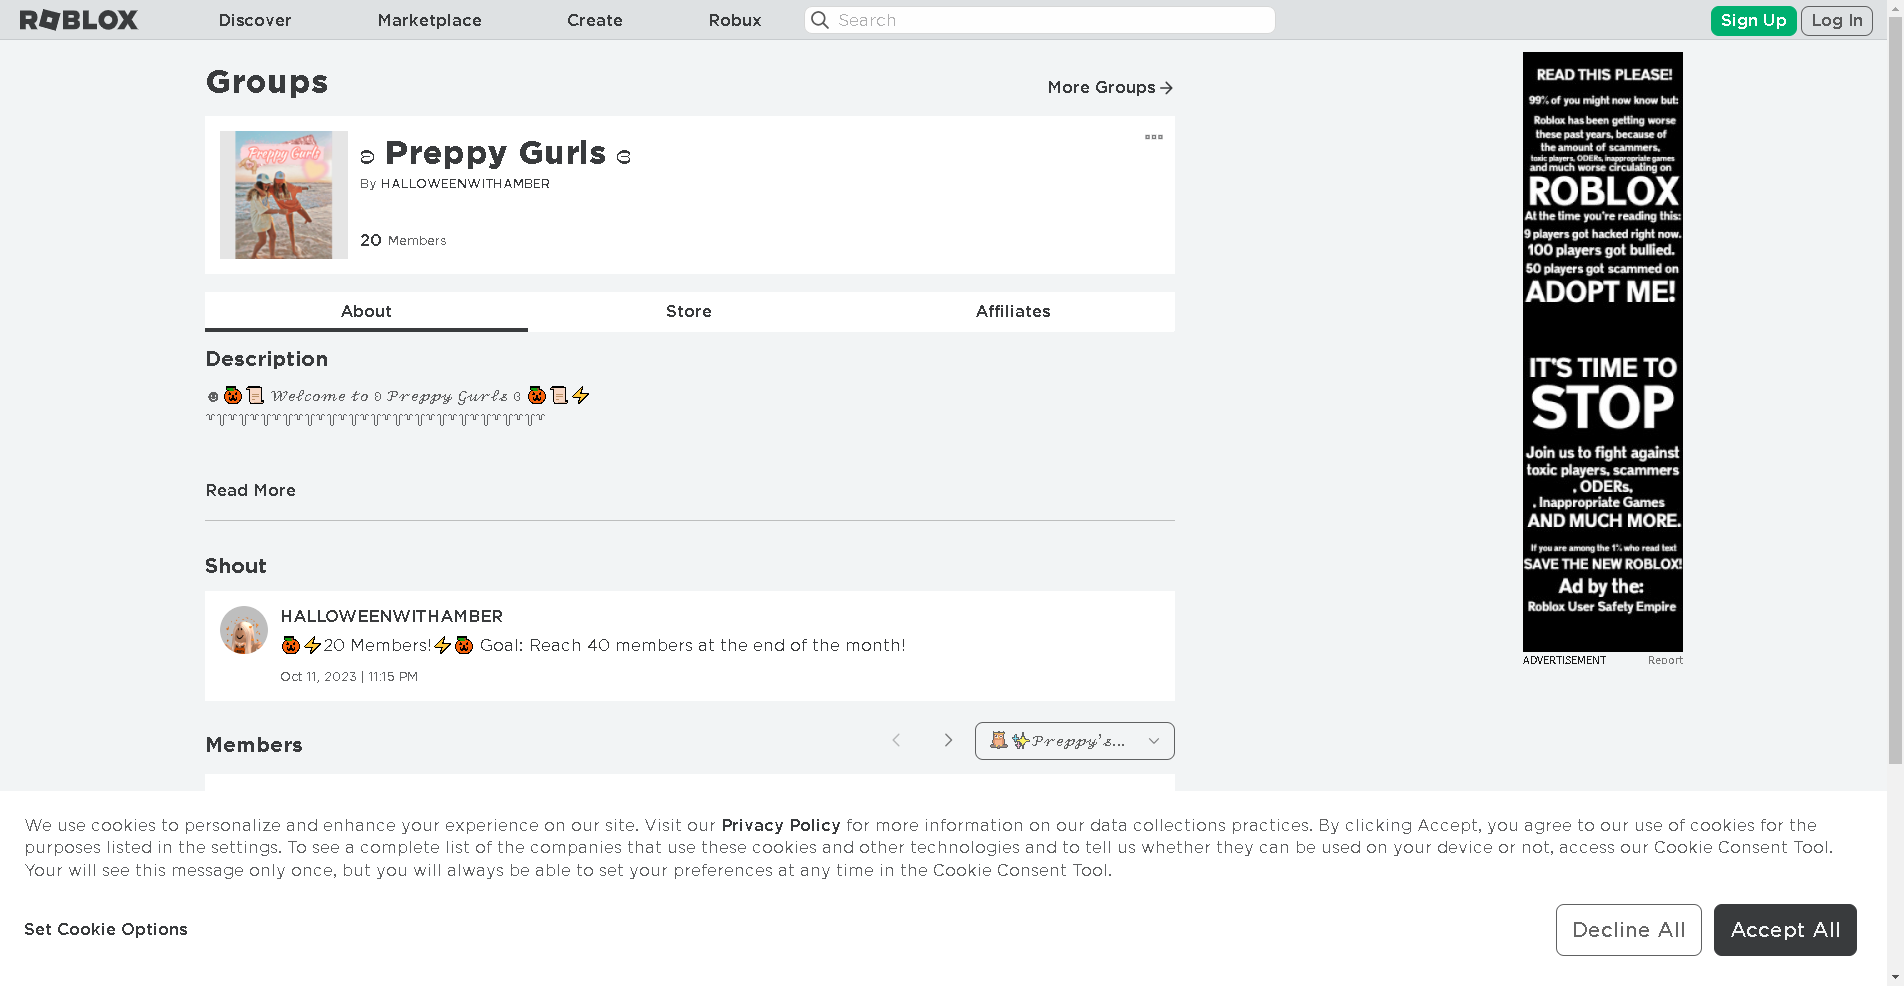 ROBLOX
Discover
Marketplace
Create
Robux
Search
Sign Up
Log In
Groups
More Groups
Preppy Gurls
ʚ Preppy Gurls ɞ
By HALLOWEENWITHAMBER
20 Members
About
Store
Affiliates
Description
☻🎃📜 𝓦𝓮𝓵𝓬𝓸𝓶𝓮 𝓽𝓸 ʚ 𝓟𝓻𝓮𝓹𝓹𝔂 𝓖𝓾𝓻𝓵𝓼 ɞ 🎃📜⚡
Read More
Shout
HALLOWEENWITHAMBER
🎃⚡20 Members!⚡🎃 Goal: Reach 40 members at the end of the month!
Oct 11, 2023 | 11:15 PM
Members
✨𝓟𝓻𝓮𝓹𝓹𝔂'𝓼...
READ THIS PLEASE!
99% of you might now know but:
Roblox has been getting worse
these past years, because of
the amount of scammers,
toxic players, ODERs, inappropriate games
and much worse circulating on
ROBLOX
At the time you're reading this:
9 players got hacked right now.
100 players got bullied.
50 players got scammed on
ADOPT ME!
IT'S TIME TO
STOP
Join us to fight against
toxic players, scammers
, ODERs,
, Inappropriate Games
AND MUCH MORE.
If you are among the 1% who read text
SAVE THE NEW ROBLOX!
Ad by the:
Roblox User Safety Empire
ADVERTISEMENT
Report
We use cookies to personalize and enhance your experience on our site. Visit our Privacy Policy for more information on our data collections practices. By clicking Accept, you agree to our use of cookies for the
purposes listed in the settings. To see a complete list of the companies that use these cookies and other technologies and to tell us whether they can be used on your device or not, access our Cookie Consent Tool.
Your will see this message only once, but you will always be able to set your preferences at any time in the Cookie Consent Tool.
Set Cookie Options
Decline All
Accept All